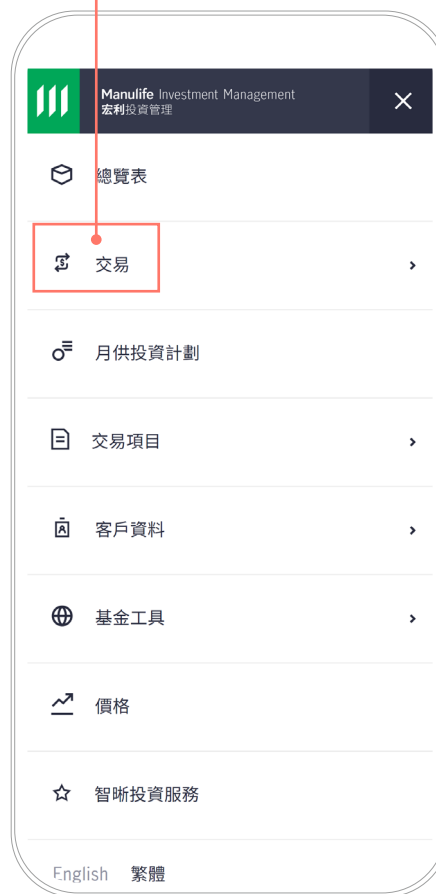 Manulife Investment Management
宏利投資管理
總覽表
交易
月供投資計劃
交易項目
客戶資料
基金工具
價格
智晰投資服務
English 繁體